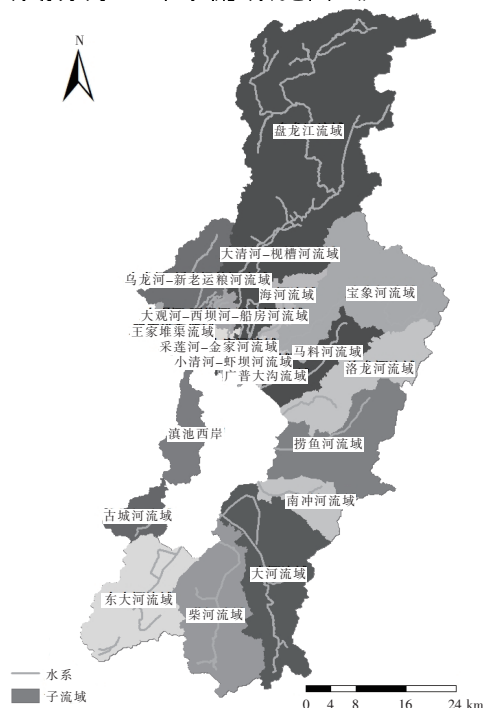 N
盘龙江流域
大清河–枧槽河流域
乌龙河–新老运粮河流域
海河流域
宝象河流域
大观河–西坝河–船房河流域
王家堆渠流域
采莲河–金家河流域
马料河流域
小清河–虾坝河流域
洛龙河流域
广普大沟流域
滇池西岸
捞鱼河流域
南冲河流域
古城河流域
大河流域
东大河流域
柴河流域
水系
子流域
0 4 8 16 24 km